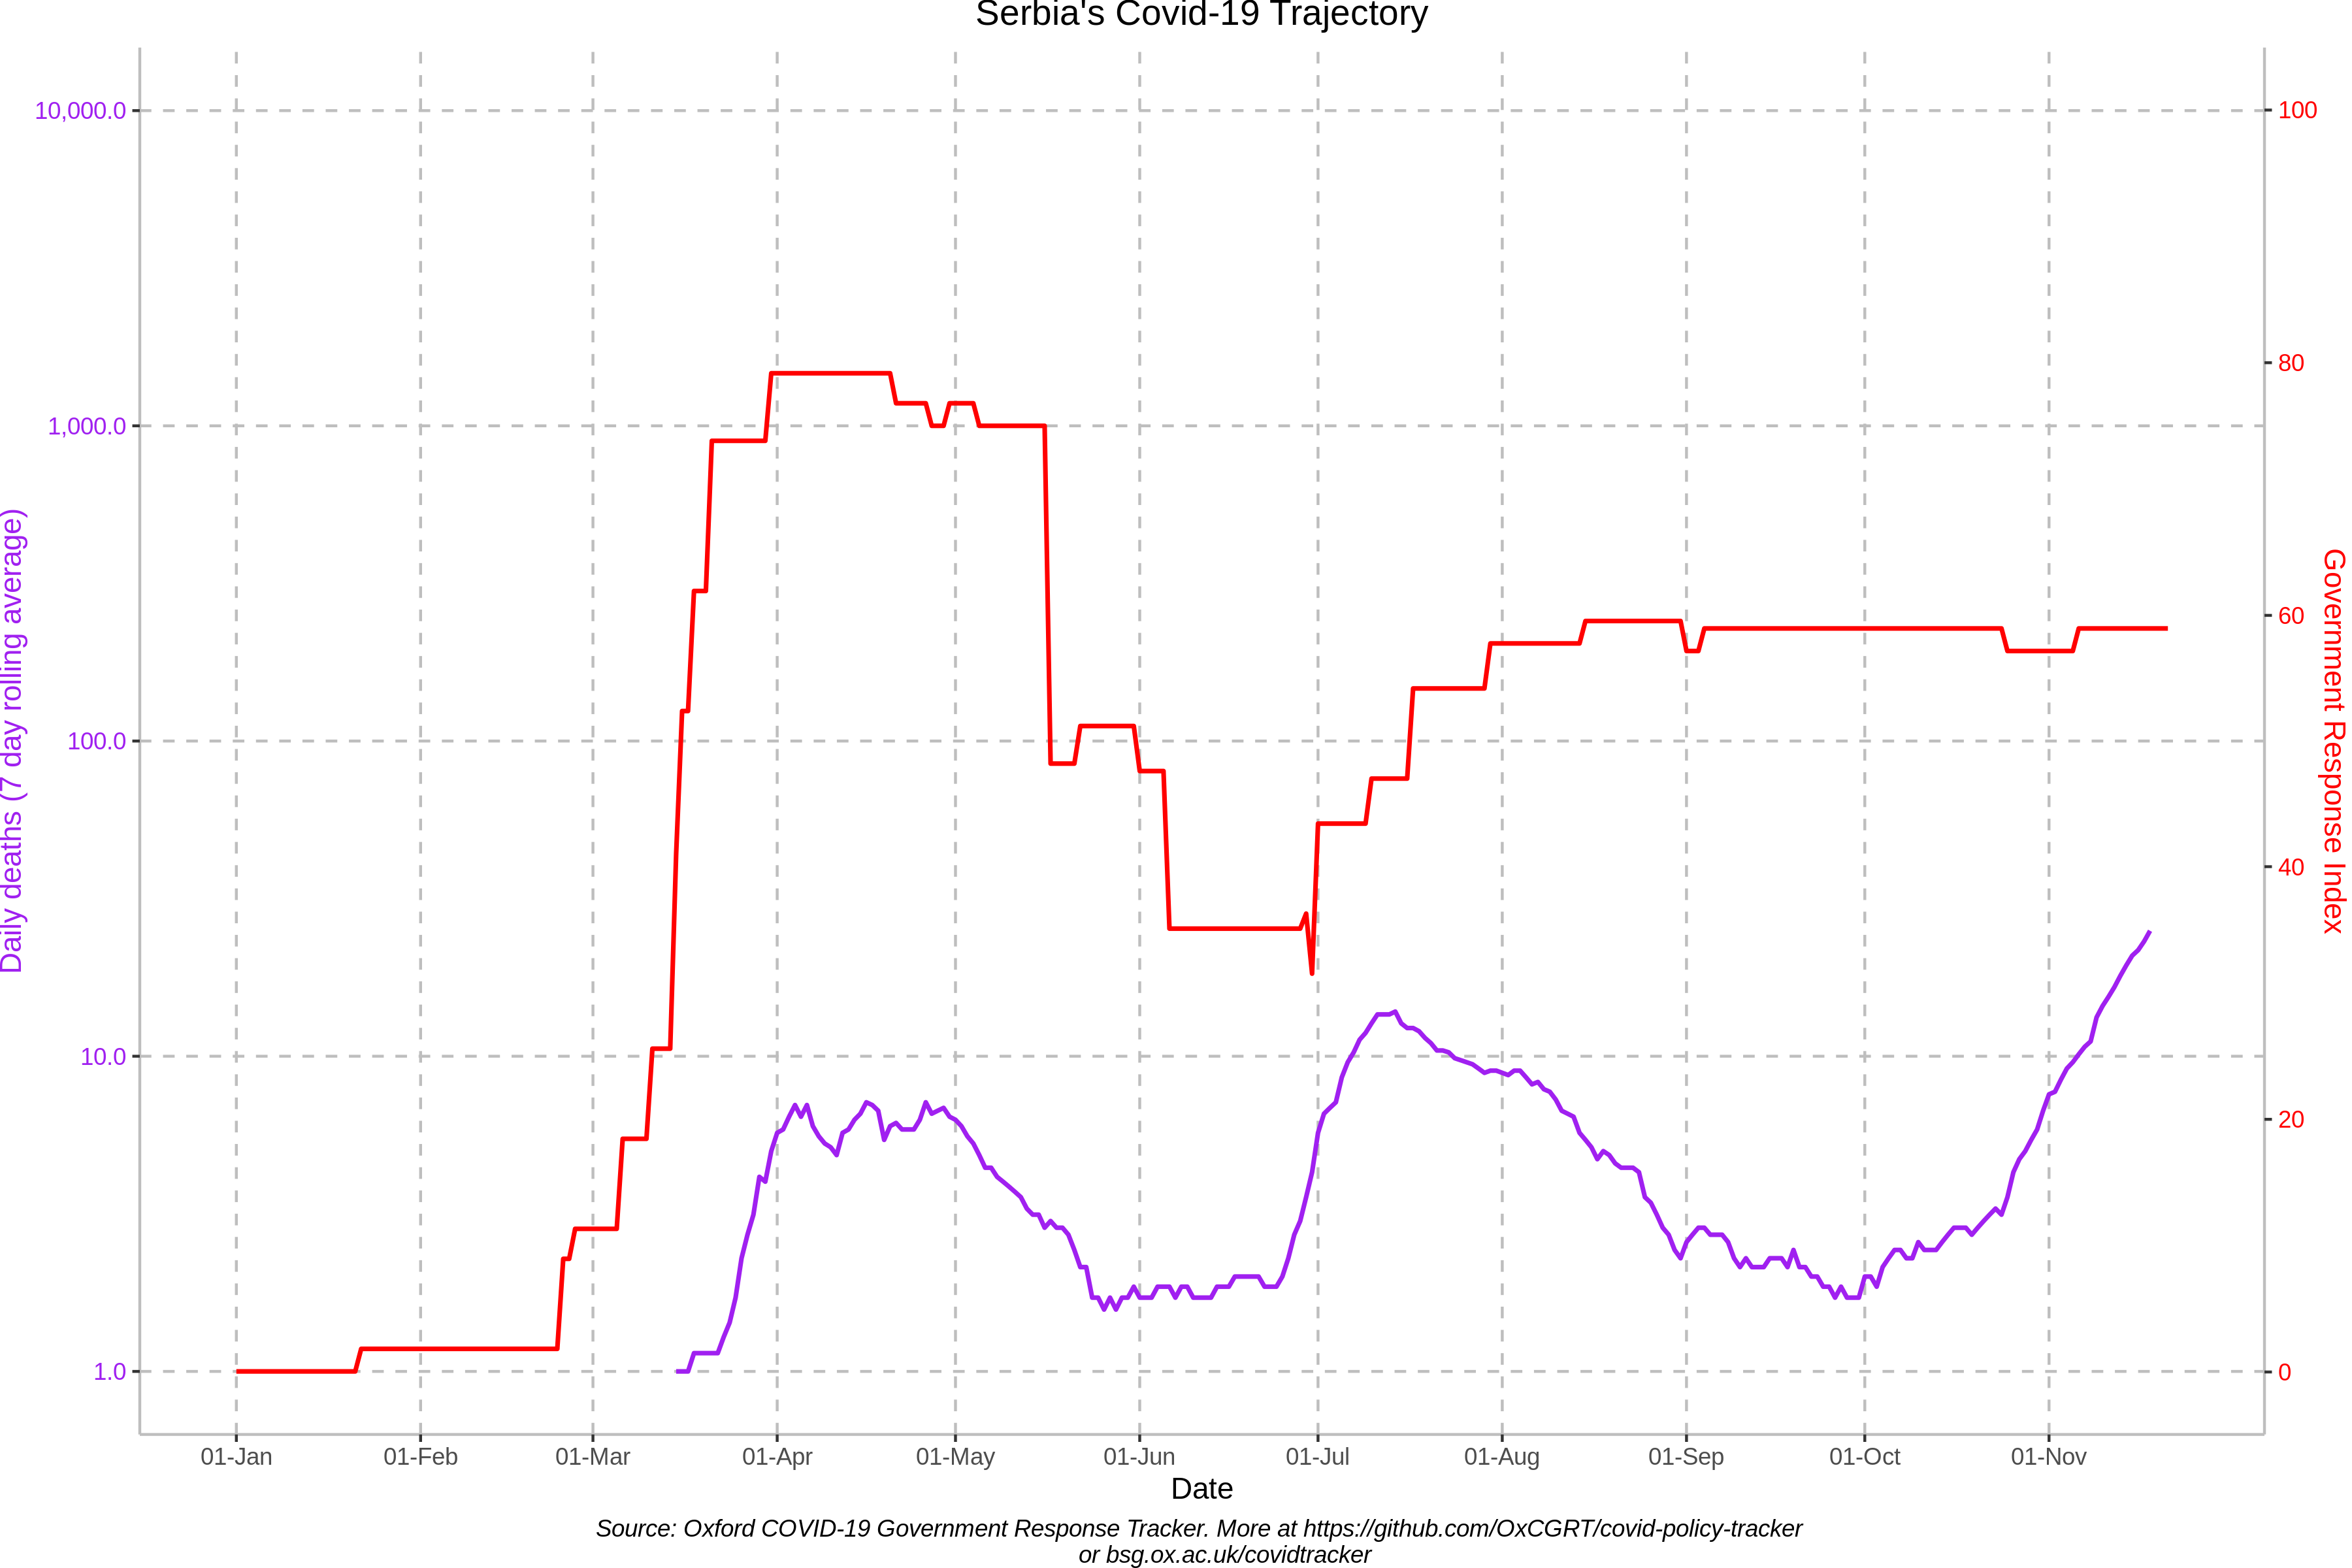 Serbia's Covid-19 Trajectory
10,000.0
1,000.0
100.0
10.0
1.0
Daily deaths (7 day rolling average)
100
80
60
40
20
0
Government Response Index
01-Jan
01-Feb
01-Mar
01-Apr
01-May
01-Jun
01-Jul
01-Aug
01-Sep
01-Oct
01-Nov
Date
Source: Oxford COVID-19 Government Response Tracker. More at https://github.com/OxCGRT/covid-policy-tracker
or bsg.ox.ac.uk/covidtracker